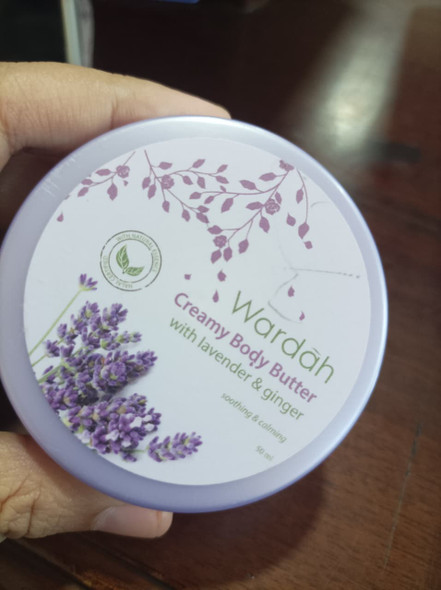 Wardāh
Creamy Body Butter
with lavender & ginger
soothing & calming
50 ml